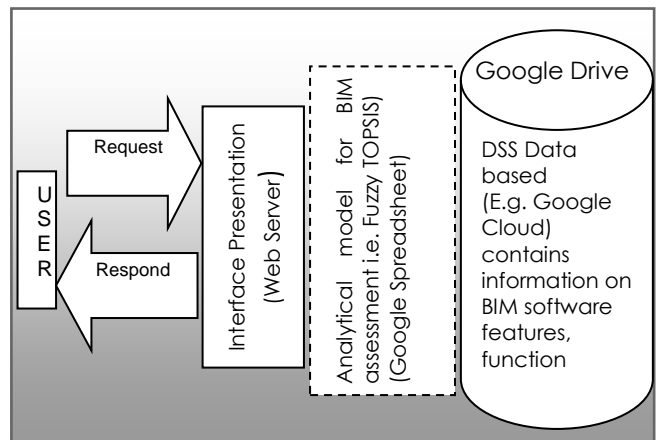 USER
Request
Respond
Interface Presentation
(Web Server)
Analytical model for BIM
assessment i.e. Fuzzy TOPSIS
(Google Spreadsheet)
Google Drive
DSS Data
based
(E.g. Google
Cloud)
contains
information on
BIM software
features,
function